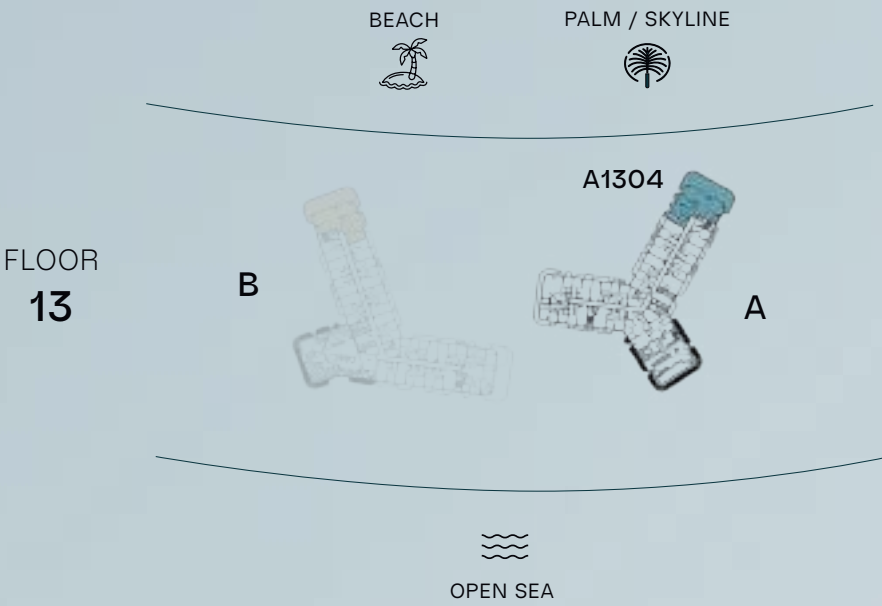 BEACH
PALM / SKYLINE
A1304
FLOOR
13
B
A
OPEN SEA